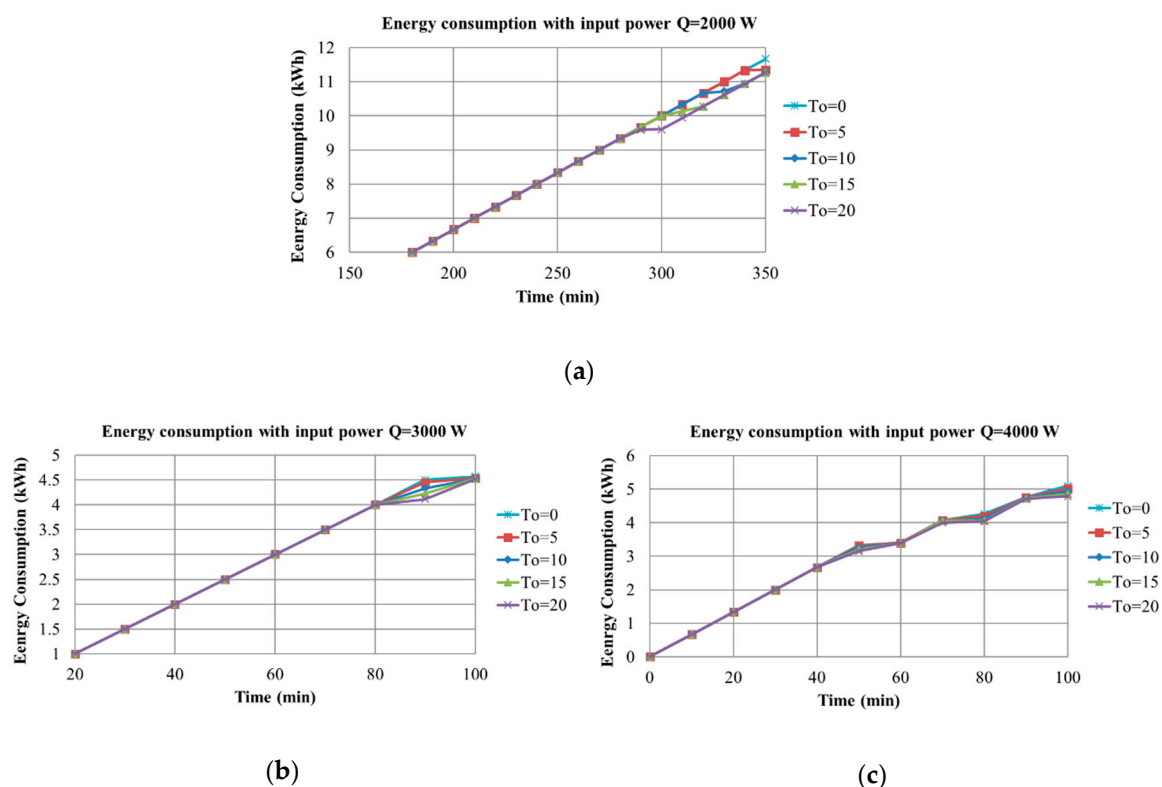 Energy consumption with input power Q=2000 W
Eenrgy Consumption (kWh)
12
11
10
9
8
7
6
150 200 250 300 350
Time (min)
To=0
To=5
To=10
To=15
To=20
(a)
Energy consumption with input power Q=3000 W
Eenrgy Consumption (kWh)
5
4.5
4
3.5
3
2.5
2
1.5
1
20 40 60 80 100
Time (min)
To=0
To=5
To=10
To=15
To=20
(b)
Energy consumption with input power Q=4000 W
Eenrgy Consumption (kWh)
6
5
4
3
2
1
0
0 20 40 60 80 100
Time (min)
To=0
To=5
To=10
To=15
To=20
(c)